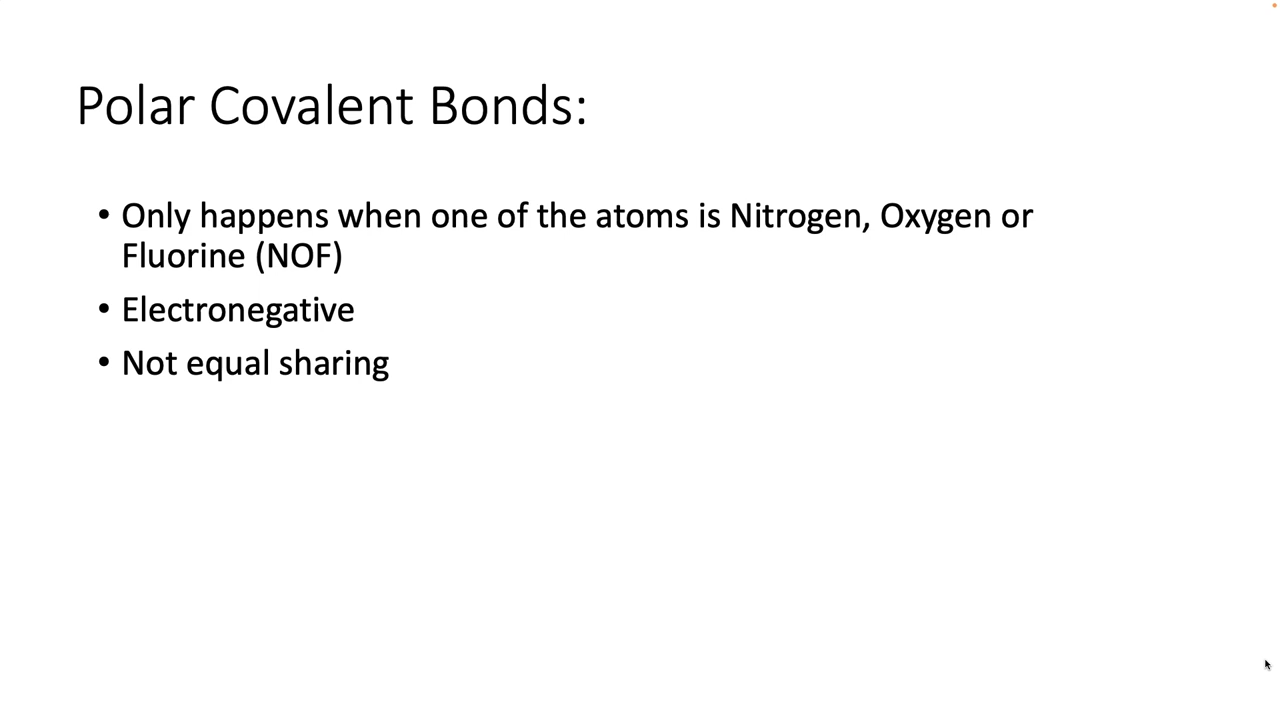 Polar Covalent Bonds:
• Only happens when one of the atoms is Nitrogen, Oxygen or
Fluorine (NOF)
• Electronegative
• Not equal sharing